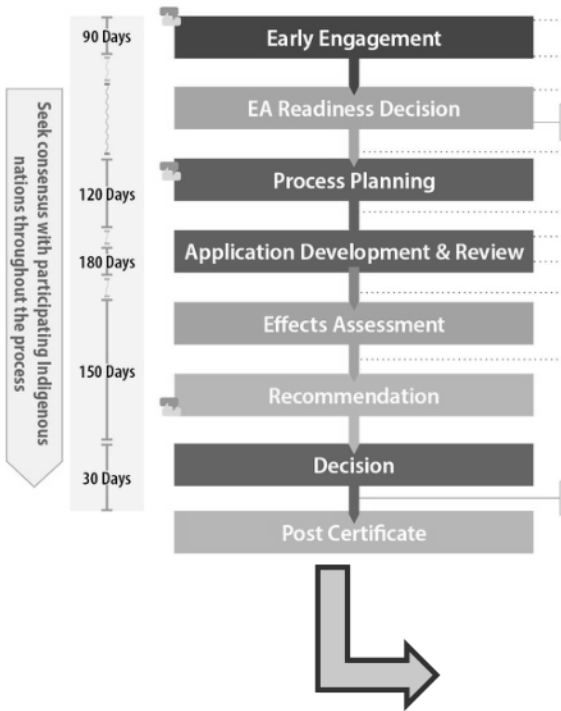 90 Days
Early Engagement
EA Readiness Decision
Seek consensus with participating Indigenous
nations throughout the process
120 Days
Process Planning
180 Days
Application Development & Review
Effects Assessment
150 Days
Recommendation
Decision
30 Days
Post Certificate